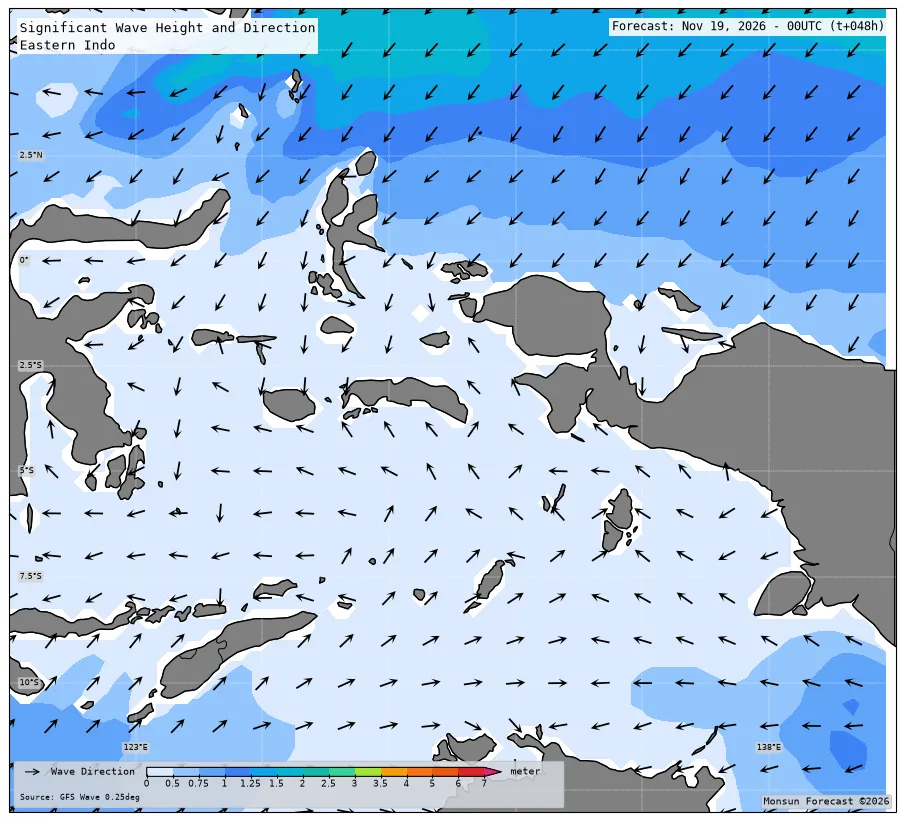 Significant Wave Height and Direction
Eastern Indo
Forecast: Nov 19, 2026 - 00UTC (t+048h)
2.5°N
0°
2.5°S
5°S
7.5°S
10°S
123°E
138°E
Wave Direction
meter
0 0.5 0.75 1 1.25 1.5 2 2.5 3 3.5 4 5 6 7
Source: GFS Wave 0.25deg
Monsun Forecast ©2026